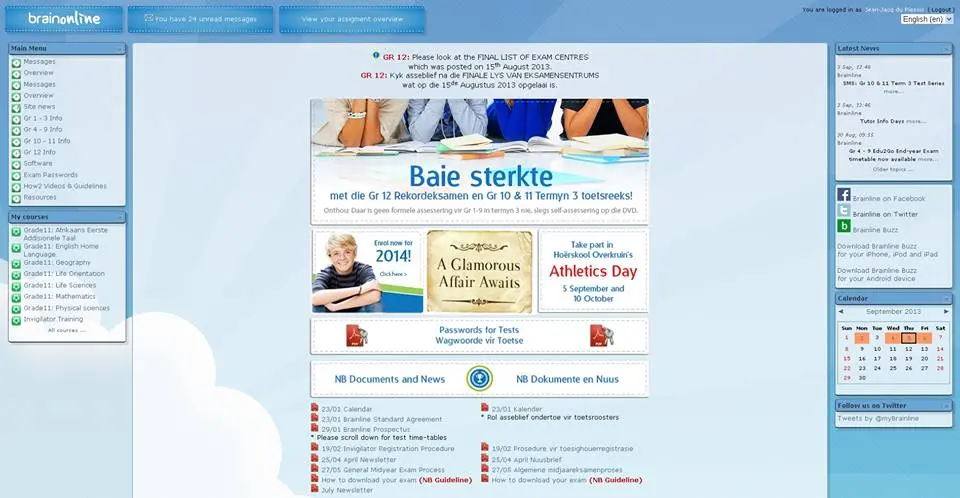 brainonline
You have 24 unread messages
View your assigment overview
You are logged in as Jean-Jacq du Plessis (Logout)
English (en)
Main Menu
Messages
Overview
Messages
Overview
Site news
Gr 1 - 3 Info
Gr 4 - 9 Info
Gr 10 - 11 Info
Gr 12 Info
Software
Exam Passwords
How2 Videos & Guidelines
Resources
My courses
Grade11: Afrikaans Eerste
Addisionele Taal
Grade11: English Home
Language.
Grade11: Geography
Grade11: Life Orientation
Grade11: Life Sciences
Grade11: Mathematics
Grade11: Physical sciences
Invigilator Training
All courses ...
GR 12: Please look at the FINAL LIST OF EXAM CENTRES
which was posted on 15th August 2013.
GR 12: Kyk asseblief na die FINALE LYS VAN EKSAMENSENTRUMS
wat op die 15de Augustus 2013 opgelaai is.
Baie sterkte
met die Gr 12 Rekordeksamen en Gr 10 & 11 Termyn 3 toetsreeks!
Onthou: Daar is geen formele assessering vir Gr 1-9 in termyn 3 nie, slegs self-assessering op die DVD.
Enrol now for
2014!
Click here >
A Glamorous
Affair Awaits
Take part in
Hoërskool Overkruin's
Athletics Day
5 September and
10 October
Passwords for Tests
Wagwoorde vir Toetse
NB Documents and News
NB Dokumente en Nuus
23/01 Calendar
23/01 Brainline Standard Agreement
29/01 Brainline Prospectus
* Please scroll down for test time-tables
19/02 Invigilator Registration Procedure
25/04 April Newsletter
27/05 General Midyear Exam Process
How to download your exam (NB Guideline)
July Newsletter
23/01 Kalender
* Rol asseblief ondertoe vir toetsroosters
19/02 Prosedure vir toesighouerregistrasie
25/04 April Nuusbrief
27/05 Algemene midjaareksamenproses
How to download your exam (NB Guideline)
Latest News
3 Sep, 13:46
Brainline
SMS: Gr 10 & 11 Term 3 Test Series
more...
3 Sep, 13:46
Brainline
Tutor Info Days more...
30 Aug, 09:55
Brainline
Gr 4 - 9 Edu2Go End-year Exam
timetable now available more...
Older topics ...
Brainline on Facebook
Brainline on Twitter
Brainline Buzz
Download Brainline Buzz
for your iPhone, iPod and iPad
Download Brainline Buzz
for your Android device
Calendar
September 2013
Sun Mon Tue Wed Thu Fri Sat
1 2 3 4 5 6 7
8 9 10 11 12 13 14
15 16 17 18 19 20 21
22 23 24 25 26 27 28
29 30
Follow us on Twitter
Tweets by @myBrainline